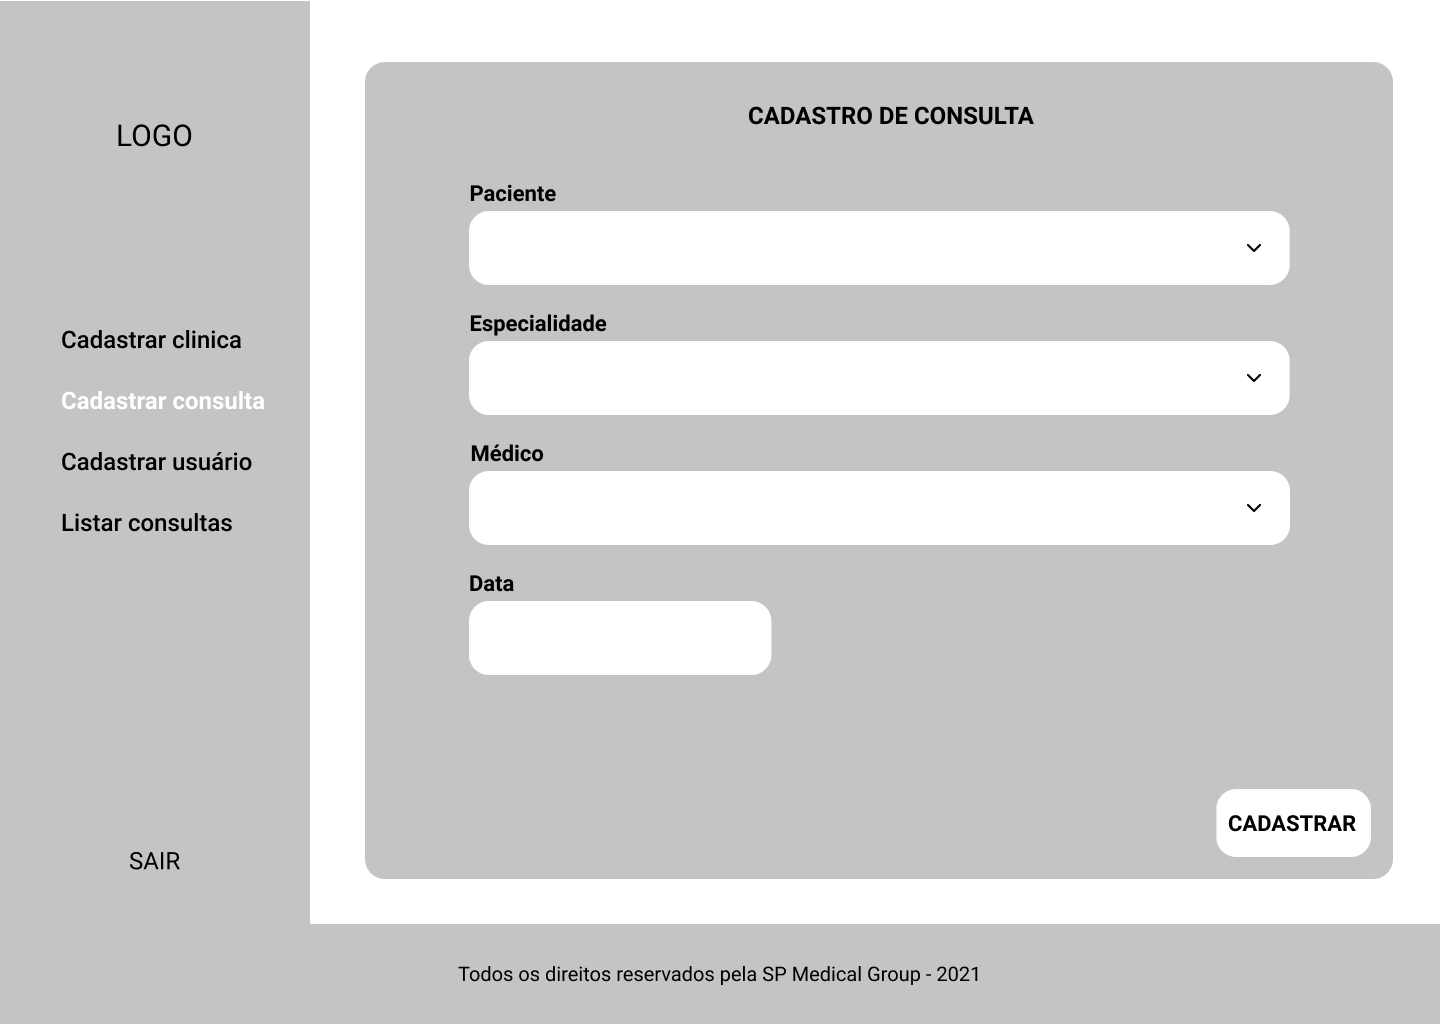 LOGO
Cadastrar clinica
Cadastrar consulta
Cadastrar usuário
Listar consultas
SAIR
CADASTRO DE CONSULTA
Paciente
Especialidade
Médico
Data
CADASTRAR
Todos os direitos reservados pela SP Medical Group - 2021